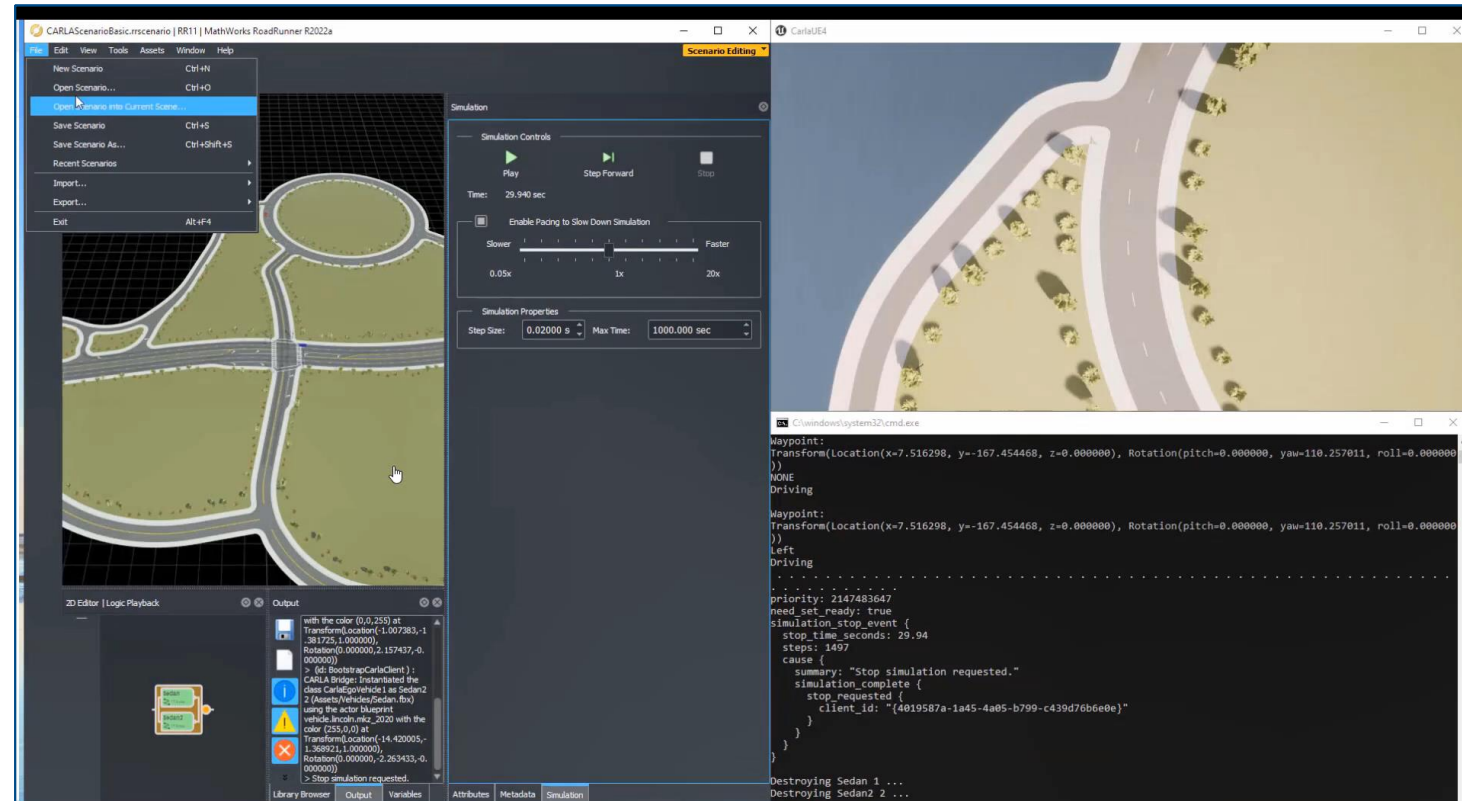 CARLAScenarioBasic.rrscenario | RR11 | MathWorks RoadRunner R2022a
File Edit View Tools Assets Window Help
Scenario Editing
New Scenario Ctrl+N
Open Scenario... Ctrl+O
Open Scenario into Current Scene...
Save Scenario Ctrl+S
Save Scenario As... Ctrl+Shift+S
Recent Scenarios
Import...
Export...
Exit Alt+F4
Simulation
Simulation Controls
Play Step Forward Stop
Time: 29.940 sec
Enable Pacing to Slow Down Simulation
Slower Faster
0.05x 1x 20x
Simulation Properties
Step Size: 0.02000 s Max Time: 1000.000 sec
2D Editor | Logic Playback
Sedan
Sedan2
Output
with the color (0,0,255) at
Transform(Location(-1.007383,-1
.381725,1.000000),
Rotation(0.000000,2.157437,-0.
000000))
> (id: BootstrapCarlaClient ) :
CARLA Bridge: Instantiated the
class CarlaEgoVehicle1 as Sedan2
2 (Assets/Vehicles/Sedan.fbx)
using the actor blueprint
vehicle.lincoln.mkz_2020 with the
color (255,0,0) at
Transform(Location(-14.420005,-
1.368921,1.000000),
Rotation(0.000000,-2.263433,-0.
000000))
> Stop simulation requested.
Library Browser Output Variables
Attributes Metadata Simulation
CarlaUE4
C:\windows\system32\cmd.exe
Waypoint:
Transform(Location(x=7.516298, y=-167.454468, z=0.000000), Rotation(pitch=0.000000, yaw=110.257011, roll=0.000000
))
NONE
Driving
Waypoint:
Transform(Location(x=7.516298, y=-167.454468, z=0.000000), Rotation(pitch=0.000000, yaw=110.257011, roll=0.000000
))
Left
Driving
. . . . . . . . . . . . . . . . . . . . . . . . . . . . . . . . . . . . . . . . . . . . . . . . . . . . . . . .
. . . . . . . . . . .
priority: 2147483647
need_set_ready: true
simulation_stop_event {
stop_time_seconds: 29.94
steps: 1497
cause {
summary: "Stop simulation requested."
simulation_complete {
stop_requested {
client_id: "{4019587a-1a45-4a05-b799-c439d76b6e0e}"
}
}
}
}
Destroying Sedan 1 ...
Destroying Sedan2 2 ...